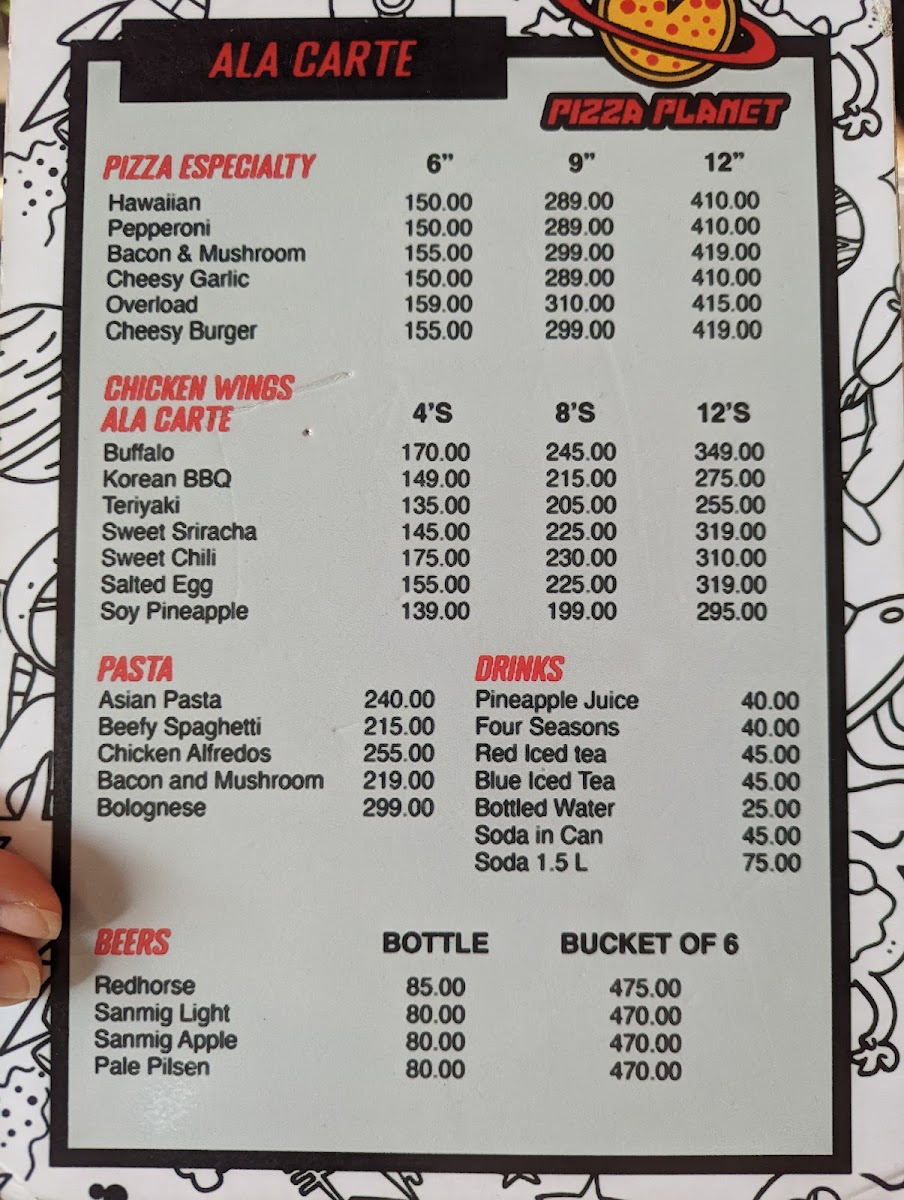 ALA CARTE
PIZZA PLANET
PIZZA ESPECIALTY 6" 9" 12"
Hawaiian 150.00 289.00 410.00
Pepperoni 150.00 289.00 410.00
Bacon & Mushroom 155.00 299.00 419.00
Cheesy Garlic 150.00 289.00 410.00
Overload 159.00 310.00 415.00
Cheesy Burger 155.00 299.00 419.00
CHICKEN WINGS
ALA CARTE 4'S 8'S 12'S
Buffalo 170.00 245.00 349.00
Korean BBQ 149.00 215.00 275.00
Teriyaki 135.00 205.00 255.00
Sweet Sriracha 145.00 225.00 319.00
Sweet Chili 175.00 230.00 310.00
Salted Egg 155.00 225.00 319.00
Soy Pineapple 139.00 199.00 295.00
PASTA
Asian Pasta 240.00
Beefy Spaghetti 215.00
Chicken Alfredos 255.00
Bacon and Mushroom 219.00
Bolognese 299.00
DRINKS
Pineapple Juice 40.00
Four Seasons 40.00
Red Iced tea 45.00
Blue Iced Tea 45.00
Bottled Water 25.00
Soda in Can 45.00
Soda 1.5 L 75.00
BEERS BOTTLE BUCKET OF 6
Redhorse 85.00 475.00
Sanmig Light 80.00 470.00
Sanmig Apple 80.00 470.00
Pale Pilsen 80.00 470.00